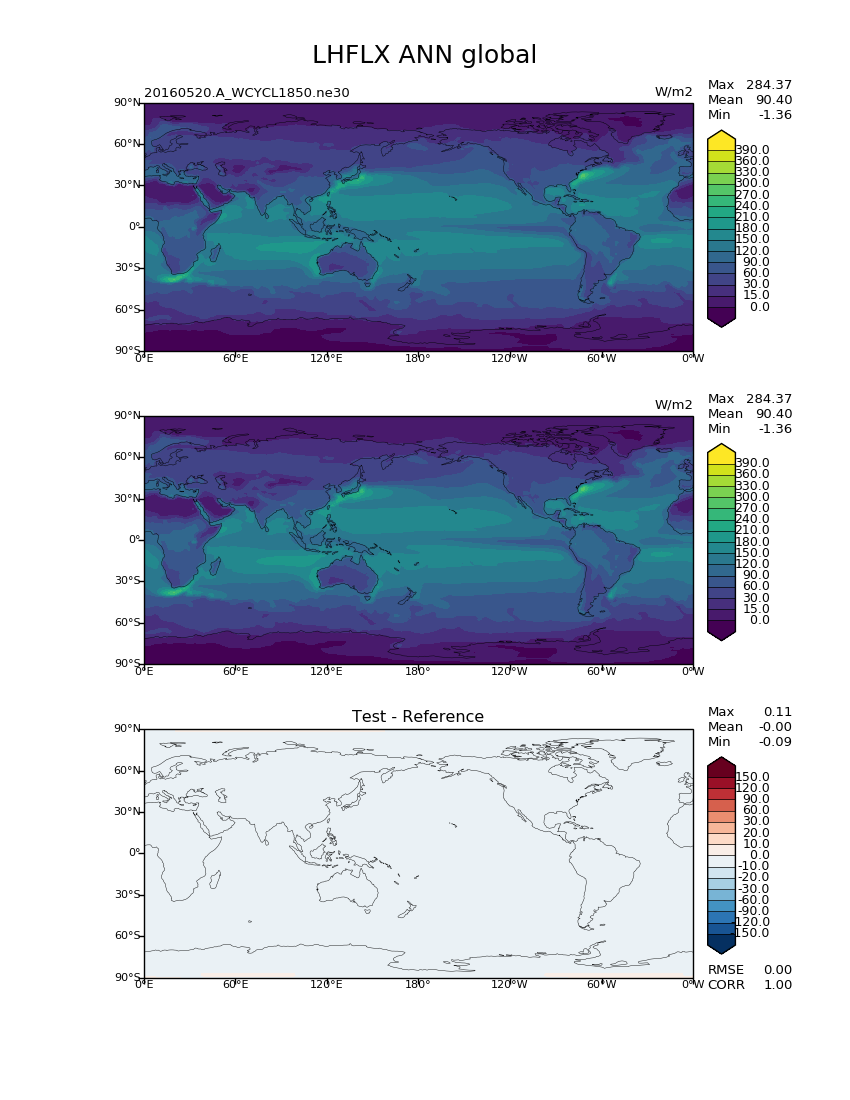 LHFLX ANN global
20160520.A_WCYCL1850.ne30
W/m2
Max 284.37
Mean 90.40
Min -1.36
90°N
60°N
30°N
0°
30°S
60°S
90°S
0°E 60°E 120°E 180° 120°W 60°W 0°W
390.0
360.0
330.0
300.0
270.0
240.0
210.0
180.0
150.0
120.0
90.0
60.0
30.0
15.0
0.0
W/m2
Max 284.37
Mean 90.40
Min -1.36
90°N
60°N
30°N
0°
30°S
60°S
90°S
0°E 60°E 120°E 180° 120°W 60°W 0°W
390.0
360.0
330.0
300.0
270.0
240.0
210.0
180.0
150.0
120.0
90.0
60.0
30.0
15.0
0.0
Test - Reference
Max 0.11
Mean -0.00
Min -0.09
90°N
60°N
30°N
0°
30°S
60°S
90°S
0°E 60°E 120°E 180° 120°W 60°W 0°W
150.0
120.0
90.0
60.0
30.0
20.0
10.0
0.0
-10.0
-20.0
-30.0
-60.0
-90.0
-120.0
-150.0
RMSE 0.00
CORR 1.00